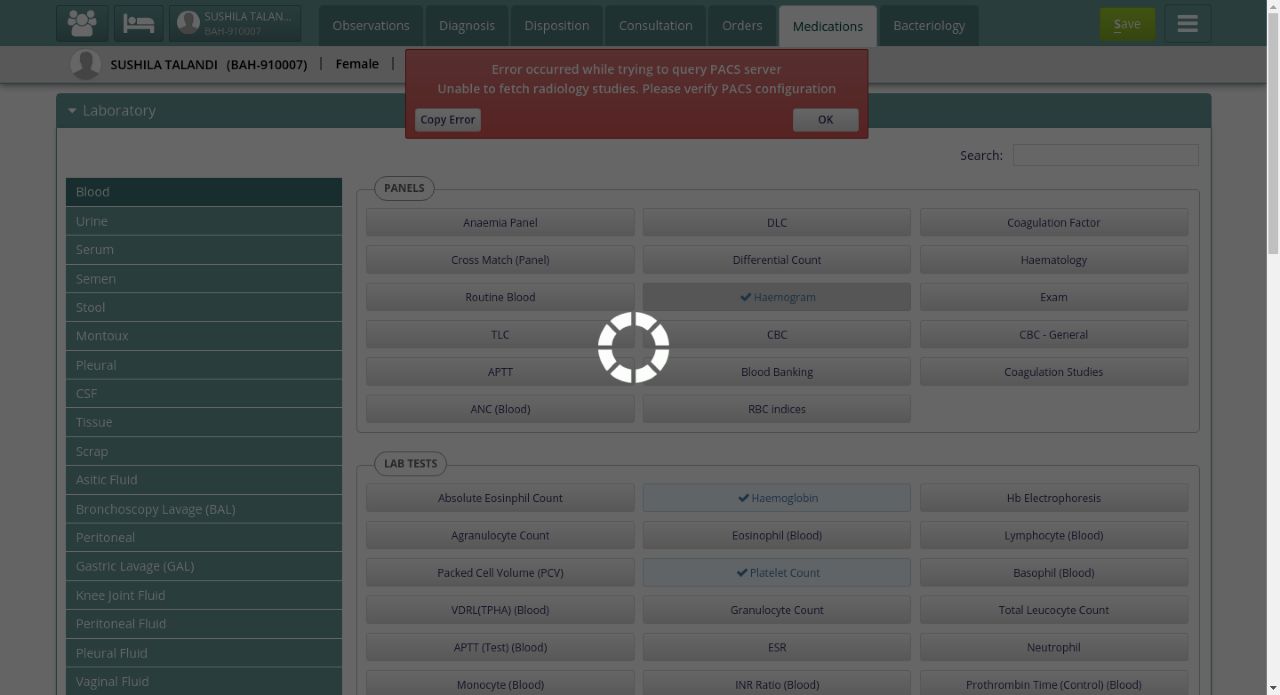 SUSHILA TALAN...
BAH-910007
Observations
Diagnosis
Disposition
Consultation
Orders
Medications
Bacteriology
Save
SUSHILA TALANDI (BAH-910007) | Female |
Error occurred while trying to query PACS server
Unable to fetch radiology studies. Please verify PACS configuration
Copy Error
OK
Laboratory
Search:
Blood
Urine
Serum
Semen
Stool
Montoux
Pleural
CSF
Tissue
Scrap
Asitic Fluid
Bronchoscopy Lavage (BAL)
Peritoneal
Gastric Lavage (GAL)
Knee Joint Fluid
Peritoneal Fluid
Pleural Fluid
Vaginal Fluid
PANELS
Anaemia Panel
DLC
Coagulation Factor
Cross Match (Panel)
Differential Count
Haematology
Routine Blood
Haemogram
Exam
TLC
CBC
CBC - General
APTT
Blood Banking
Coagulation Studies
ANC (Blood)
RBC indices
LAB TESTS
Absolute Eosinphil Count
Haemoglobin
Hb Electrophoresis
Agranulocyte Count
Eosinophil (Blood)
Lymphocyte (Blood)
Packed Cell Volume (PCV)
Platelet Count
Basophil (Blood)
VDRL(TPHA) (Blood)
Granulocyte Count
Total Leucocyte Count
APTT (Test) (Blood)
ESR
Neutrophil
Monocyte (Blood)
INR Ratio (Blood)
Prothrombin Time (Control) (Blood)